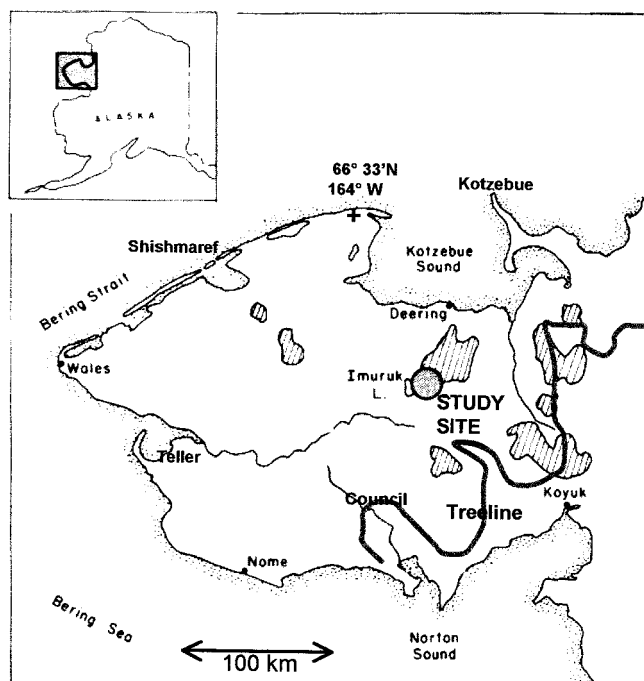 ALASKA
66° 33'N
164° W
Kotzebue
Shishmaref
Kotzebue
Sound
Bering Strait
Deering
Wales
Imuruk
L.
STUDY
SITE
Teller
Council
Treeline
Koyuk
Nome
Bering Sea
Norton
Sound
100 km